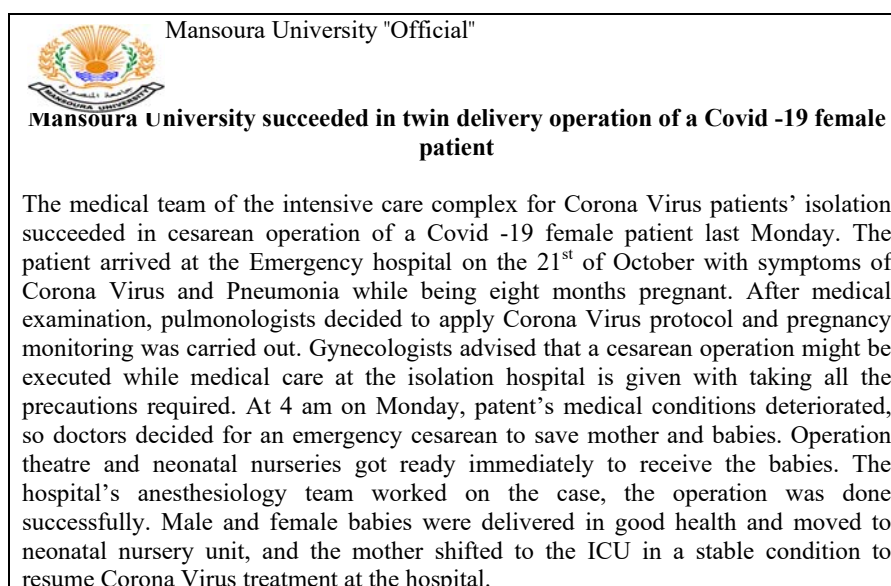 Mansoura University "Official"
جامعة المنصورة
MANSOURA UNIVERSITY
Mansoura University succeeded in twin delivery operation of a Covid -19 female
patient
The medical team of the intensive care complex for Corona Virus patients' isolation
succeeded in cesarean operation of a Covid -19 female patient last Monday. The
patient arrived at the Emergency hospital on the 21st of October with symptoms of
Corona Virus and Pneumonia while being eight months pregnant. After medical
examination, pulmonologists decided to apply Corona Virus protocol and pregnancy
monitoring was carried out. Gynecologists advised that a cesarean operation might be
executed while medical care at the isolation hospital is given with taking all the
precautions required. At 4 am on Monday, patent's medical conditions deteriorated,
so doctors decided for an emergency cesarean to save mother and babies. Operation
theatre and neonatal nurseries got ready immediately to receive the babies. The
hospital's anesthesiology team worked on the case, the operation was done
successfully. Male and female babies were delivered in good health and moved to
neonatal nursery unit, and the mother shifted to the ICU in a stable condition to
resume Corona Virus treatment at the hospital.